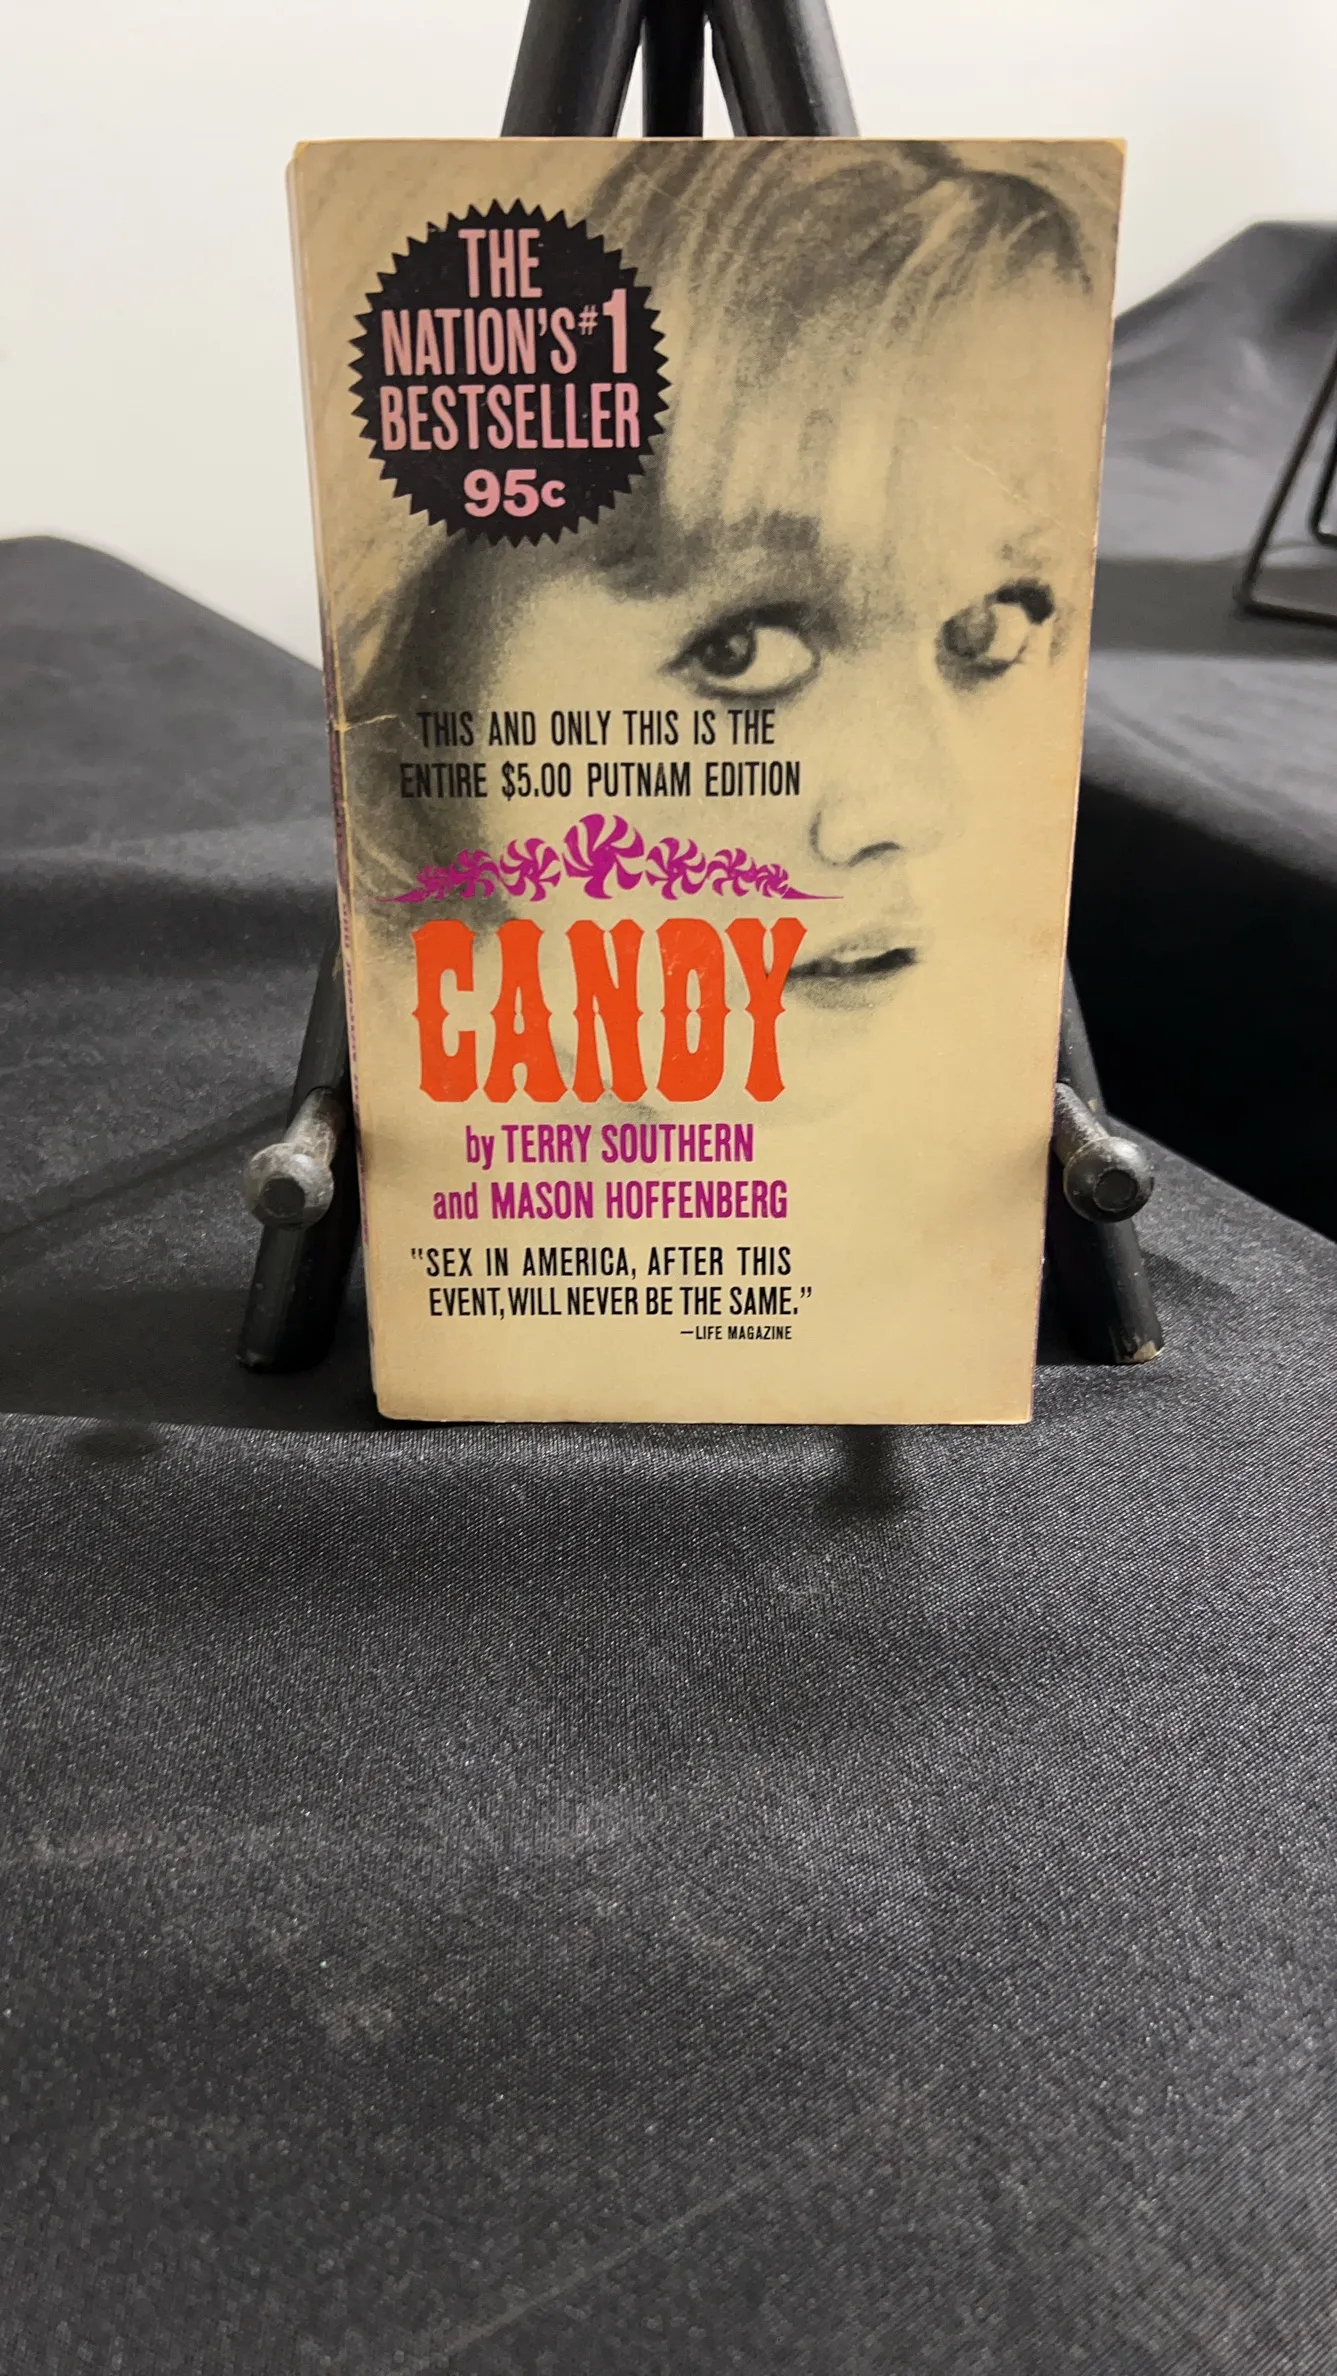 THE
NATION'S #1
BESTSELLER
95c
THIS AND ONLY THIS IS THE
ENTIRE $5.00 PUTNAM EDITION
CANDY
by TERRY SOUTHERN
and MASON HOFFENBERG
"SEX IN AMERICA, AFTER THIS
EVENT, WILL NEVER BE THE SAME."
—LIFE MAGAZINE